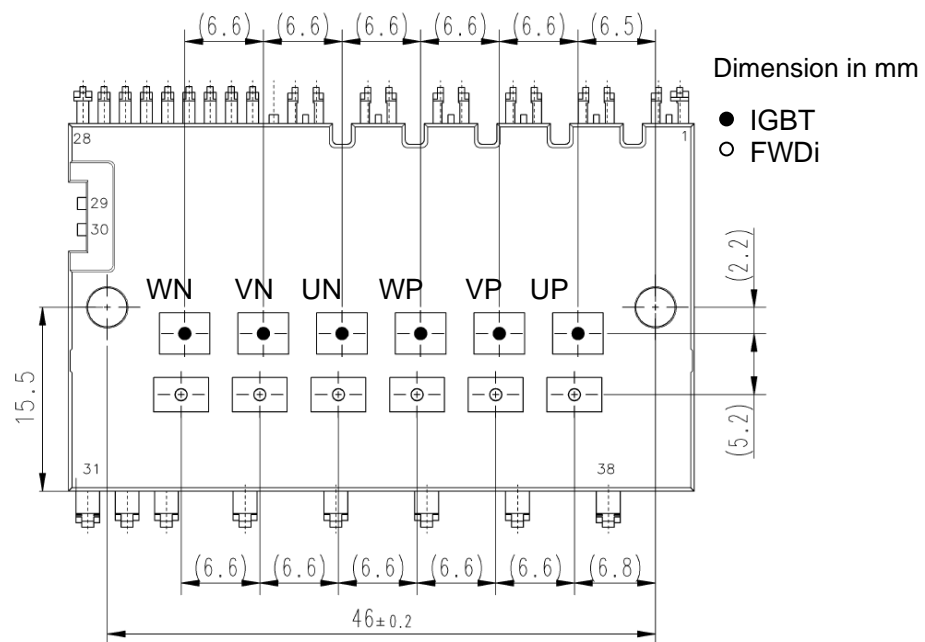 (6.6) (6.6) (6.6) (6.6) (6.6) (6.5)
Dimension in mm
IGBT
FWDi
28
1
29
30
(2.2)
WN VN UN WP VP UP
15.5
(5.2)
31
38
(6.6) (6.6) (6.6) (6.6) (6.6) (6.8)
46±0.2